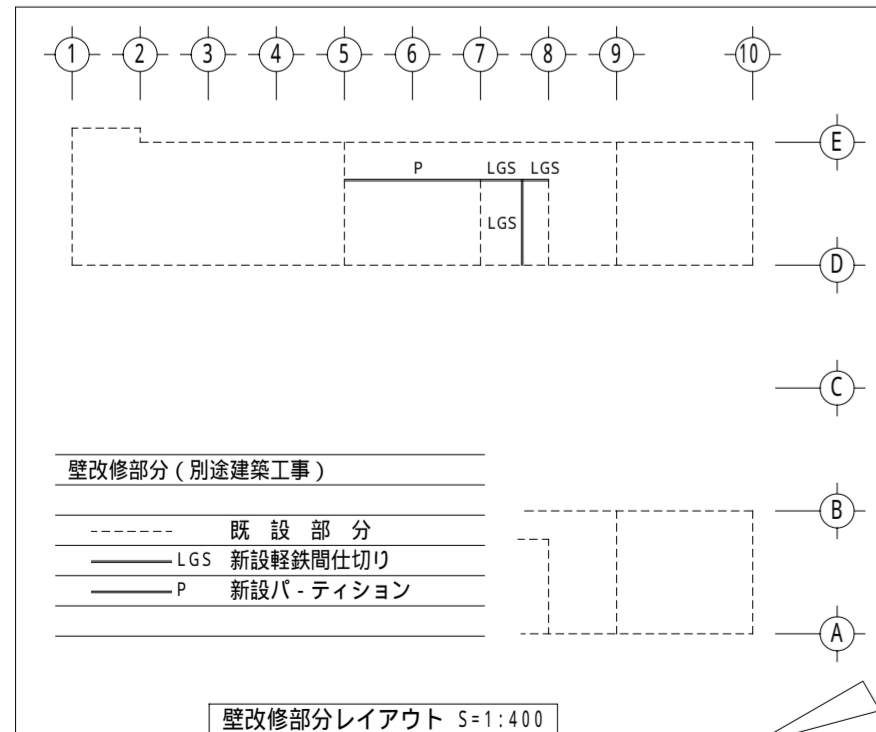 1 2 3 4 5 6 7 8 9 10
E
P LGS LGS
LGS
D
C
壁改修部分(別途建築工事)
B
既 設 部 分
LGS 新設軽鉄間仕切り
P 新設パ-ティション
A
壁改修部分レイアウト S=1:400